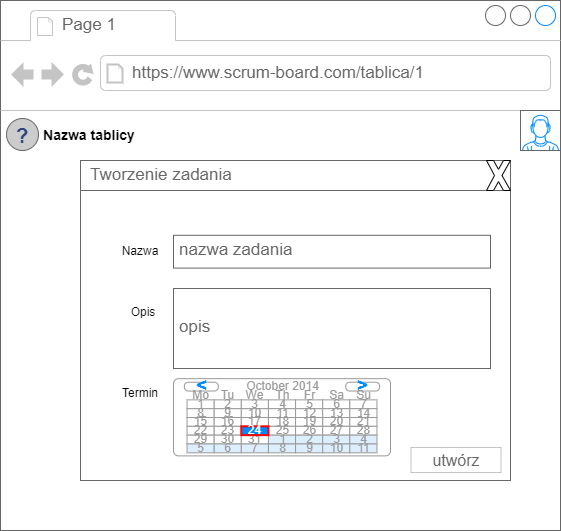 Page 1
https://www.scrum-board.com/tablica/1
? Nazwa tablicy
Tworzenie zadania X
Nazwa nazwa zadania
Opis opis
Termin
< October 2014 >
Mo Tu We Th Fr Sa Su
1 2 3 4 5 6 7
8 9 10 11 12 13 14
15 16 17 18 19 20 21
22 23 24 25 26 27 28
29 30 31 1 2 3 4
5 6 7 8 9 10 11
utwórz